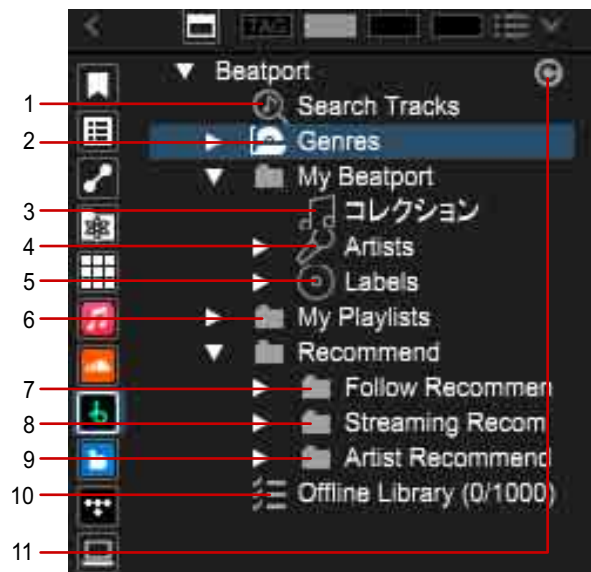 TAG
Beatport
1 Search Tracks
2 Genres
My Beatport
3 コレクション
4 Artists
5 Labels
6 My Playlists
Recommend
7 Follow Recommen
8 Streaming Recom
9 Artist Recommend
10 Offline Library (0/1000)
11